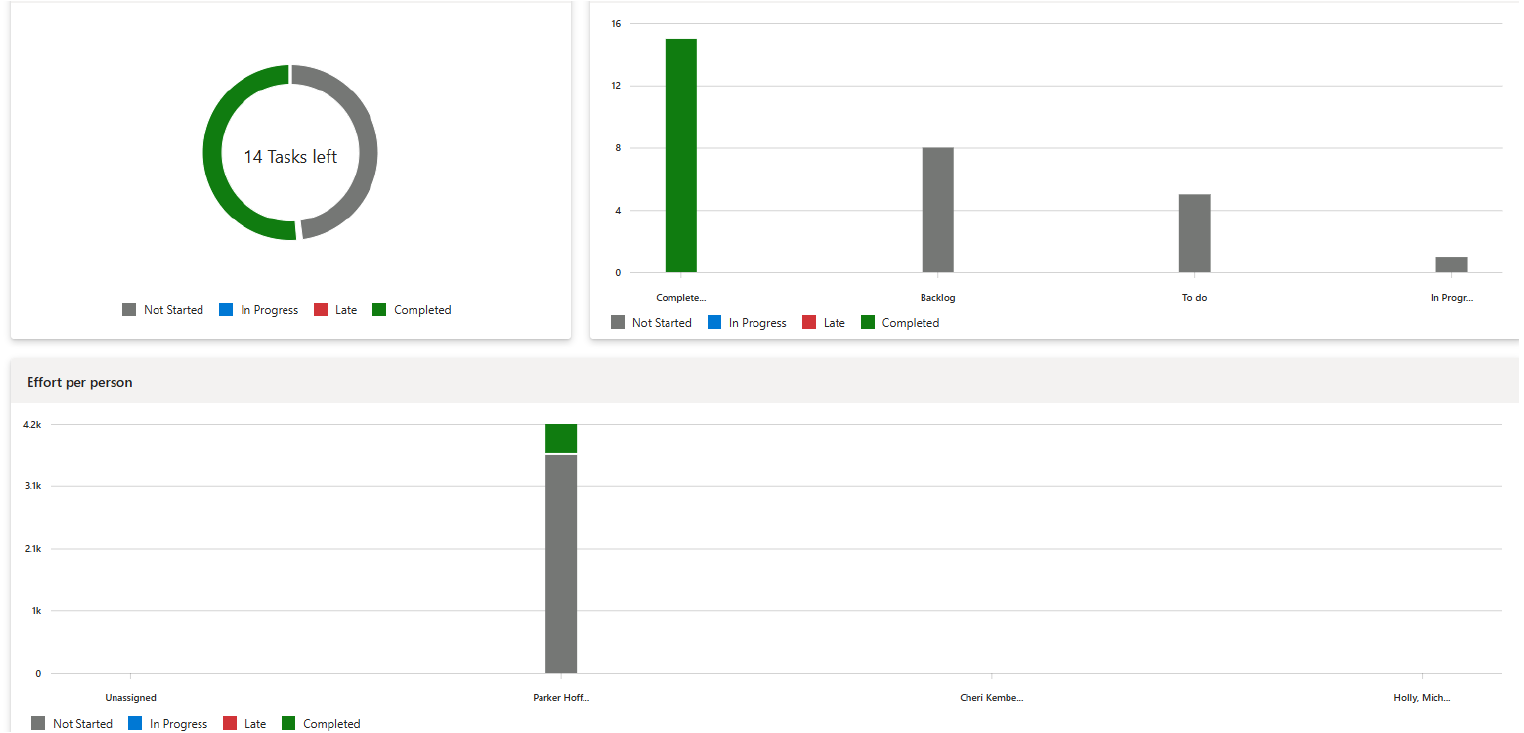 14 Tasks left
Not Started In Progress Late Completed
16
12
8
4
0
Complete... Backlog To do In Progr...
Not Started In Progress Late Completed
Effort per person
4.2k
3.1k
2.1k
1k
0
Unassigned Parker Hoff... Cheri Kembe... Holly, Mich...
Not Started In Progress Late Completed